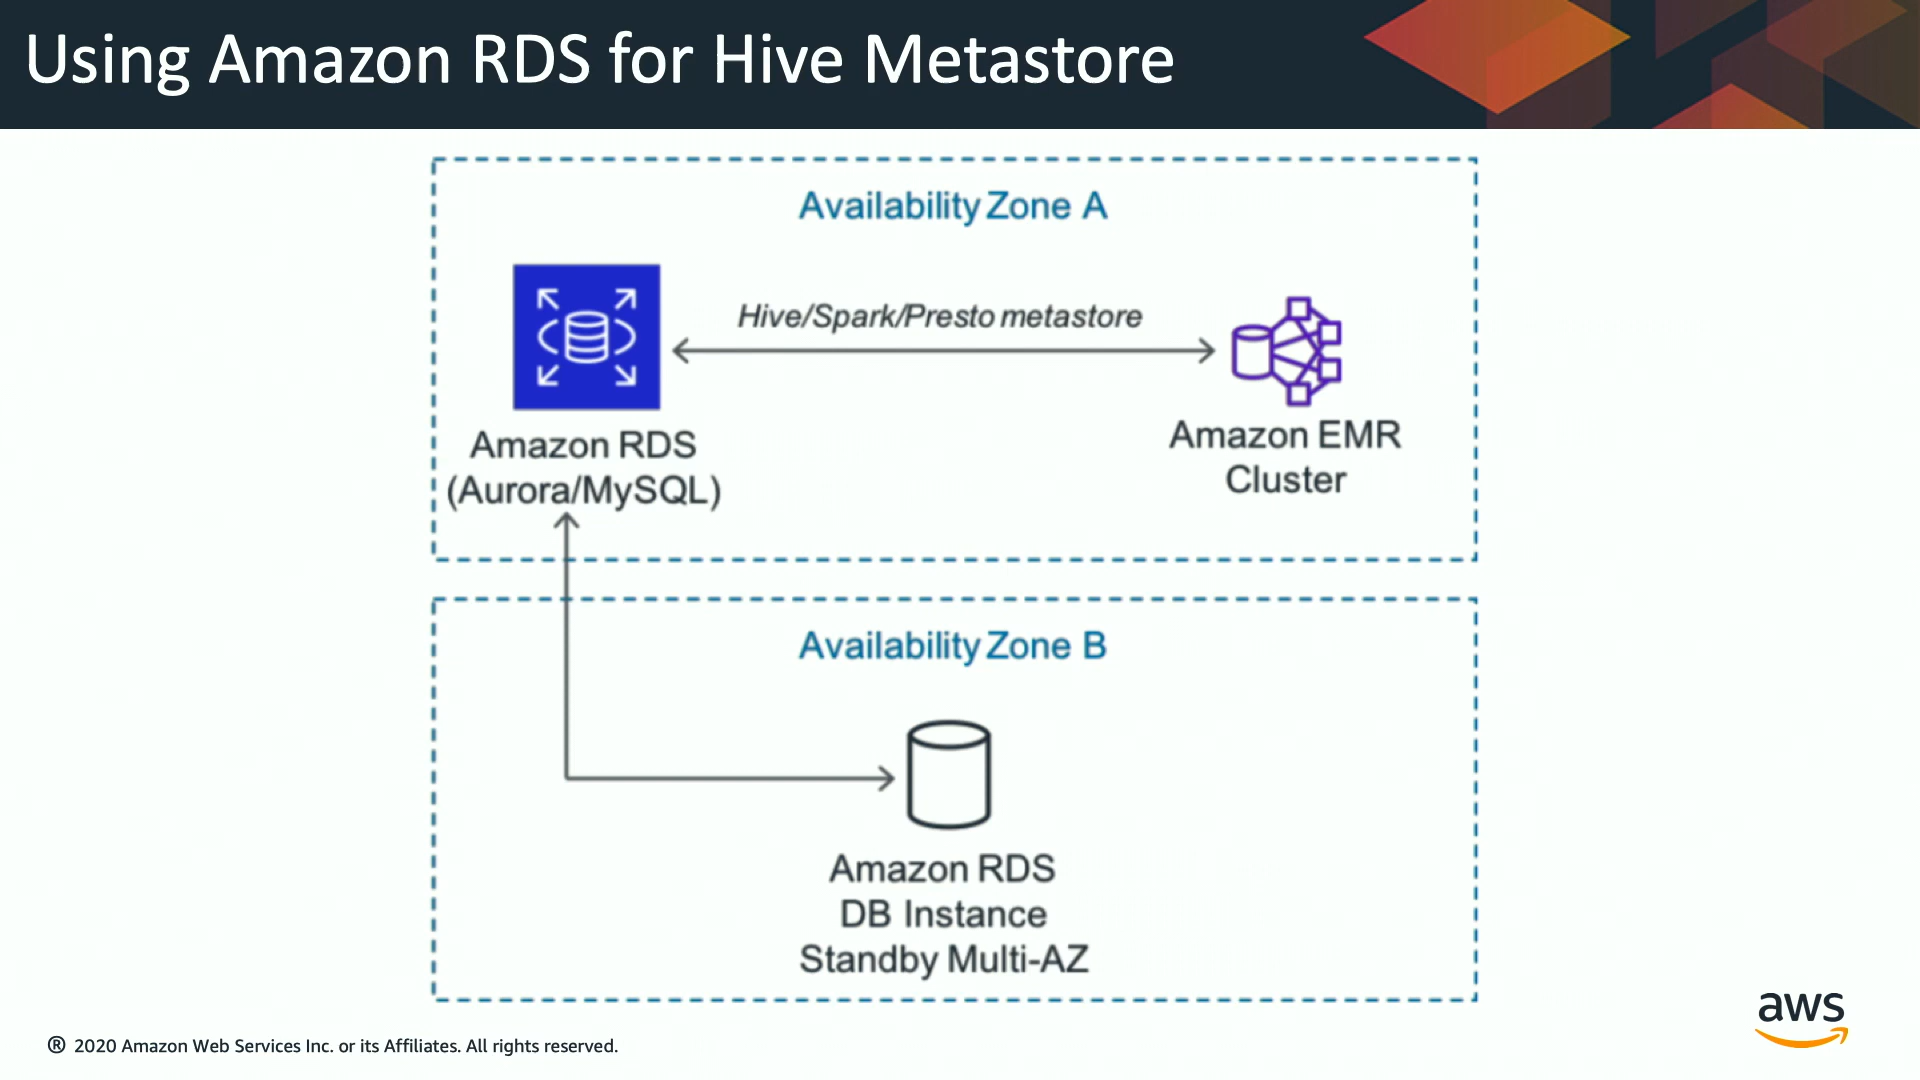 Using Amazon RDS for Hive Metastore
Availability Zone A
Hive/Spark/Presto metastore
Amazon RDS
(Aurora/MySQL)
Amazon EMR
Cluster
Availability Zone B
Amazon RDS
DB Instance
Standby Multi-AZ
® 2020 Amazon Web Services Inc. or its Affiliates. All rights reserved.
aws